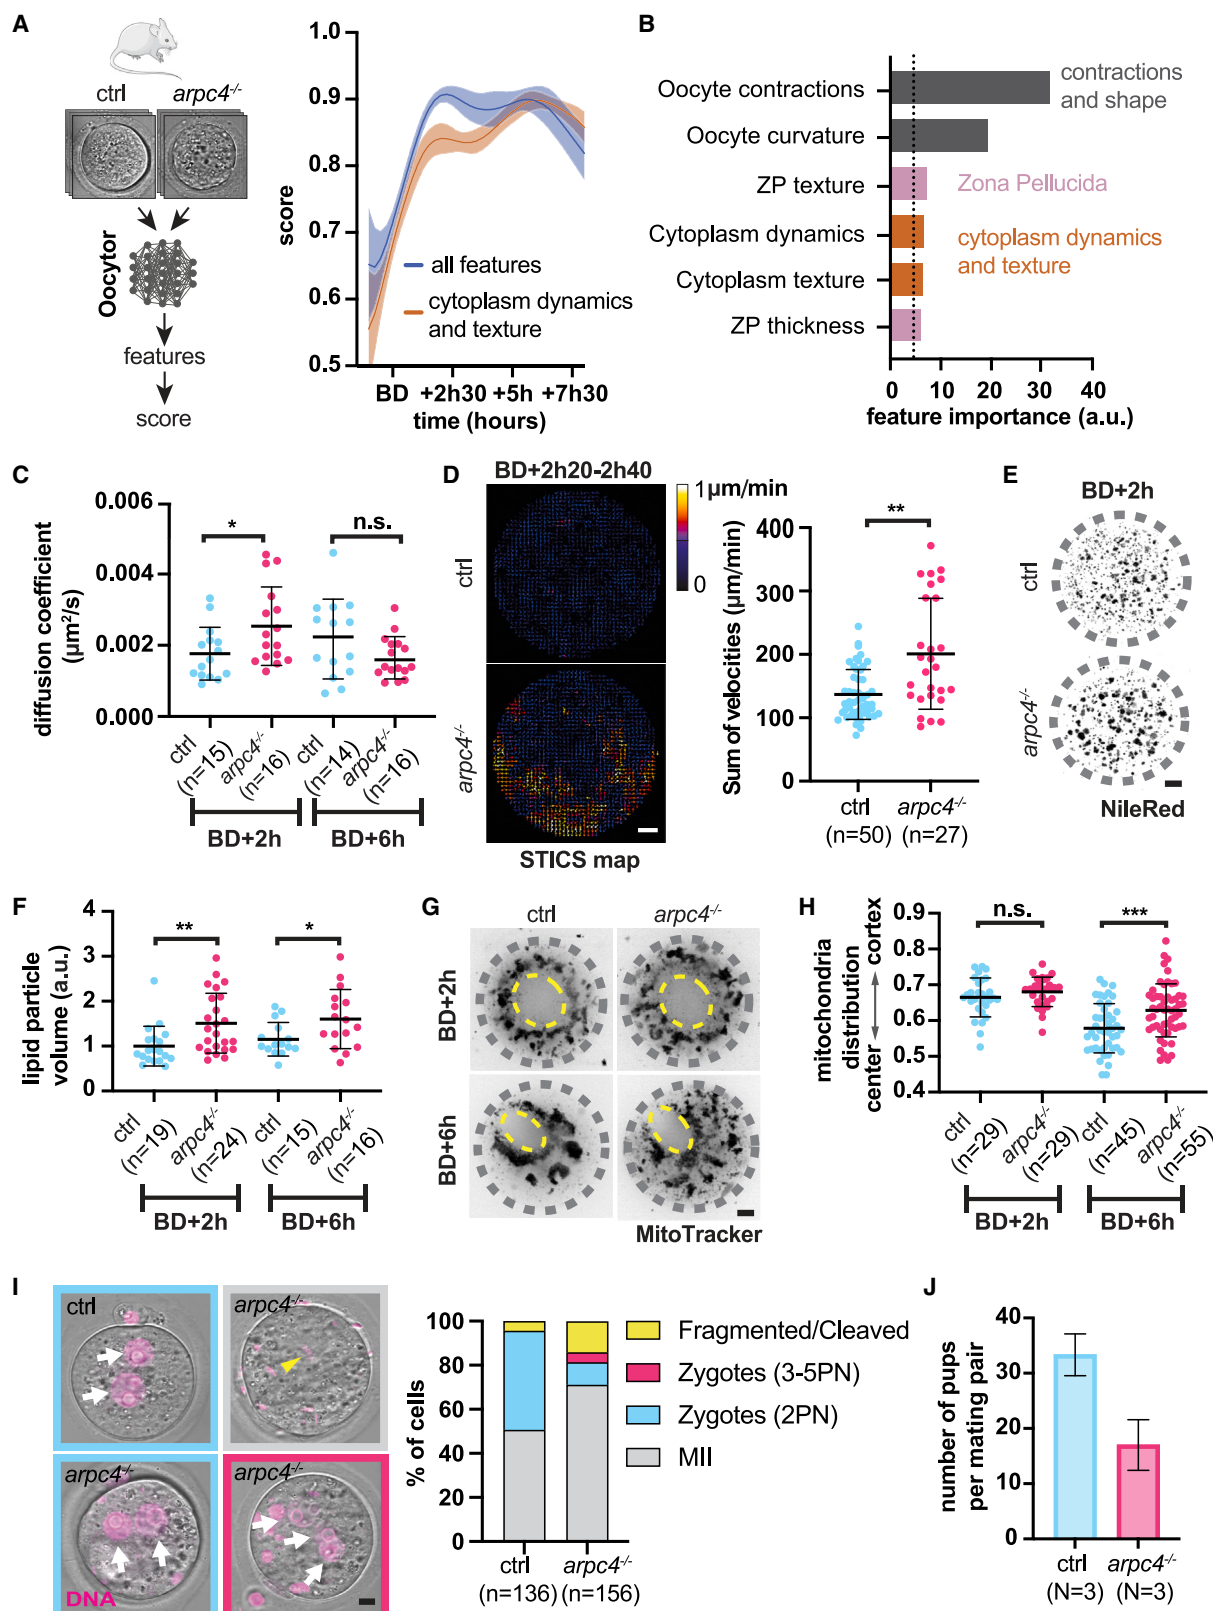 A
ctrl
arpc4-/-
Oocytor
features
score
1.0
0.9
0.8
0.7
0.6
0.5
score
all features
cytoplasm dynamics
and texture
BD +2h30 +5h +7h30
time (hours)
B
Oocyte contractions
Oocyte curvature
ZP texture
Cytoplasm dynamics
Cytoplasm texture
ZP thickness
contractions
and shape
Zona Pellucida
cytoplasm dynamics
and texture
0 10 20 30 40
feature importance (a.u.)
C
diffusion coefficient
(µm²/s)
0.006
0.004
0.002
0.000
*
n.s.
ctrl
(n=15)
arpc4-/-
(n=16)
ctrl
(n=14)
arpc4-/-
(n=16)
BD+2h
BD+6h
D
BD+2h20-2h40
1µm/min
0
ctrl
arpc4-/-
STICS map
Sum of velocities (µm/min)
400
300
200
100
0
**
ctrl
(n=50)
arpc4-/-
(n=27)
E
BD+2h
ctrl
arpc4-/-
NileRed
F
lipid particle
volume (a.u.)
4
3
2
1
0
**
*
ctrl
(n=19)
arpc4-/-
(n=24)
ctrl
(n=15)
arpc4-/-
(n=16)
BD+2h
BD+6h
G
ctrl
arpc4-/-
BD+2h
BD+6h
MitoTracker
H
mitochondria
distribution
center
cortex
0.9
0.8
0.7
0.6
0.5
0.4
n.s.
***
ctrl
(n=29)
arpc4-/-
(n=29)
ctrl
(n=45)
arpc4-/-
(n=55)
BD+2h
BD+6h
I
ctrl
arpc4-/-
arpc4-/-
arpc4-/-
DNA
% of cells
100
80
60
40
20
0
ctrl
(n=136)
arpc4-/-
(n=156)
Fragmented/Cleaved
Zygotes (3-5PN)
Zygotes (2PN)
MII
J
number of pups
per mating pair
40
30
20
10
0
ctrl
(N=3)
arpc4-/-
(N=3)